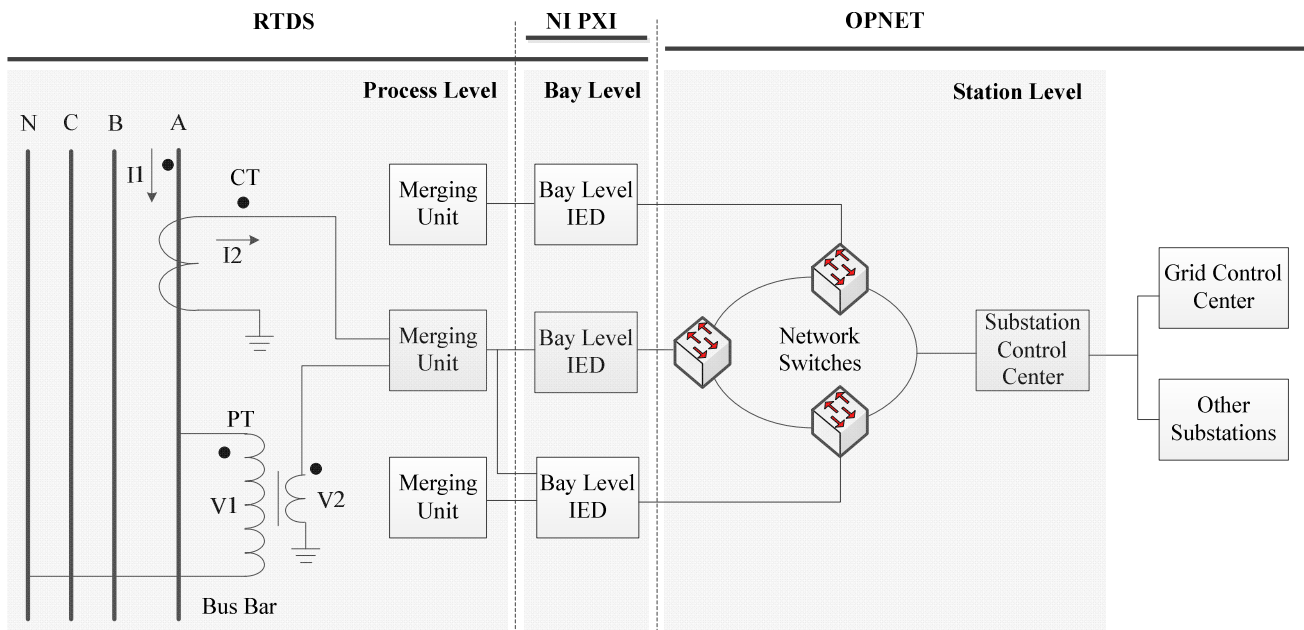 RTDS
NI PXI
OPNET
Process Level
Bay Level
Station Level
N
C
B
A
I1
CT
I2
Merging
Unit
Bay Level
IED
Merging
Unit
Bay Level
IED
Network
Switches
Substation
Control
Center
Grid Control
Center
Other
Substations
PT
V1
V2
Merging
Unit
Bay Level
IED
Bus Bar